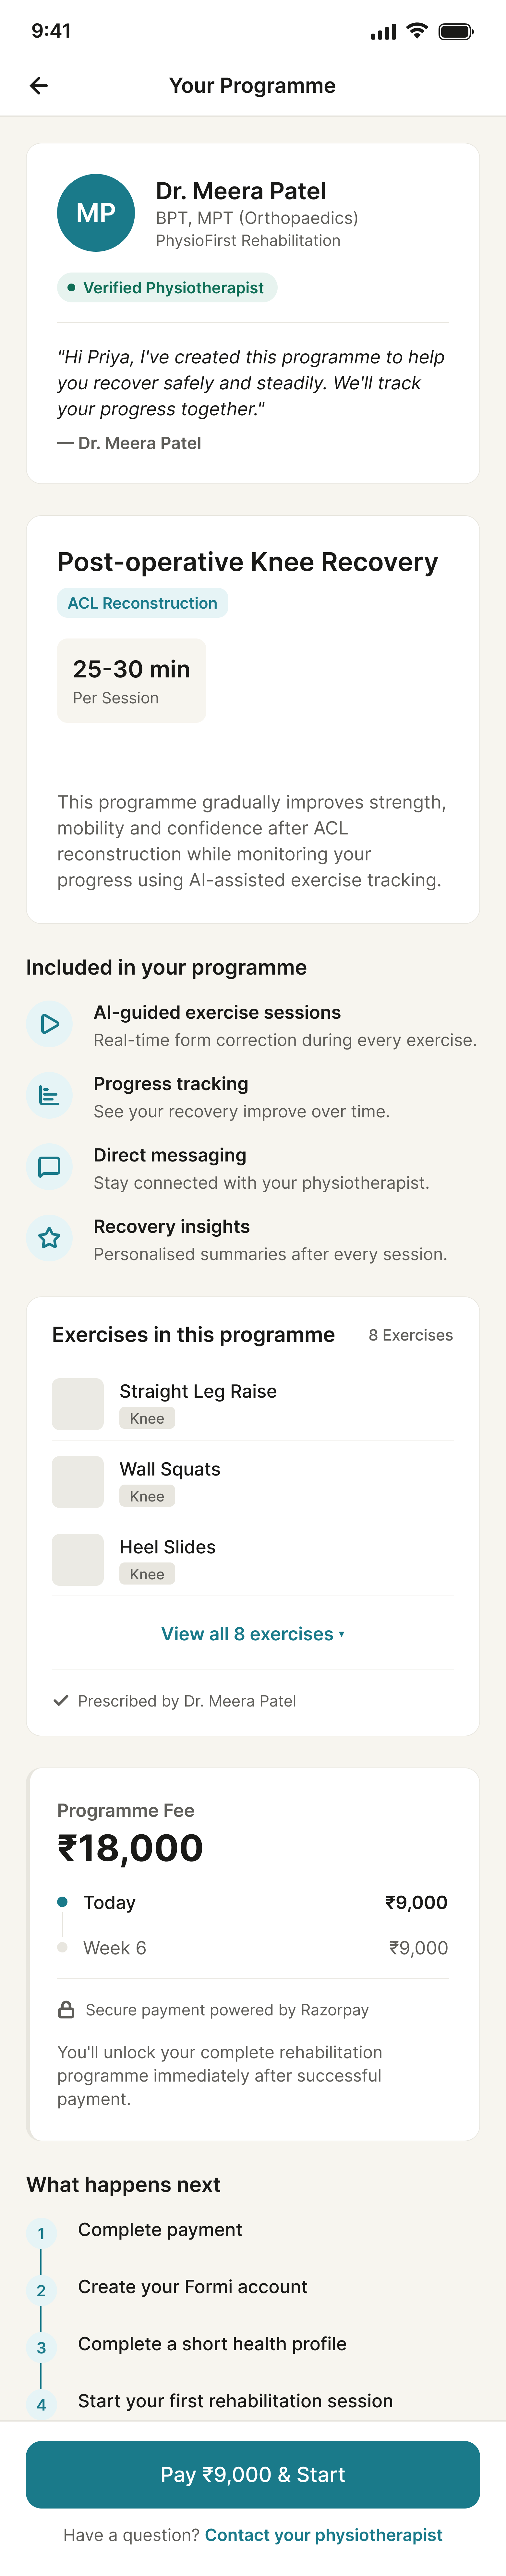 9:41
Your Programme
MP
Dr. Meera Patel
BPT, MPT (Orthopaedics)
PhysioFirst Rehabilitation
Verified Physiotherapist
"Hi Priya, I've created this programme to help
you recover safely and steadily. We'll track
your progress together."
— Dr. Meera Patel
Post-operative Knee Recovery
ACL Reconstruction
25-30 min
Per Session
This programme gradually improves strength,
mobility and confidence after ACL
reconstruction while monitoring your
progress using AI-assisted exercise tracking.
Included in your programme
AI-guided exercise sessions
Real-time form correction during every exercise.
Progress tracking
See your recovery improve over time.
Direct messaging
Stay connected with your physiotherapist.
Recovery insights
Personalised summaries after every session.
Exercises in this programme 8 Exercises
Straight Leg Raise
Knee
Wall Squats
Knee
Heel Slides
Knee
View all 8 exercises ▾
Prescribed by Dr. Meera Patel
Programme Fee
₹18,000
Today ₹9,000
Week 6 ₹9,000
Secure payment powered by Razorpay
You'll unlock your complete rehabilitation
programme immediately after successful
payment.
What happens next
1 Complete payment
2 Create your Formi account
3 Complete a short health profile
4 Start your first rehabilitation session
Pay ₹9,000 & Start
Have a question? Contact your physiotherapist